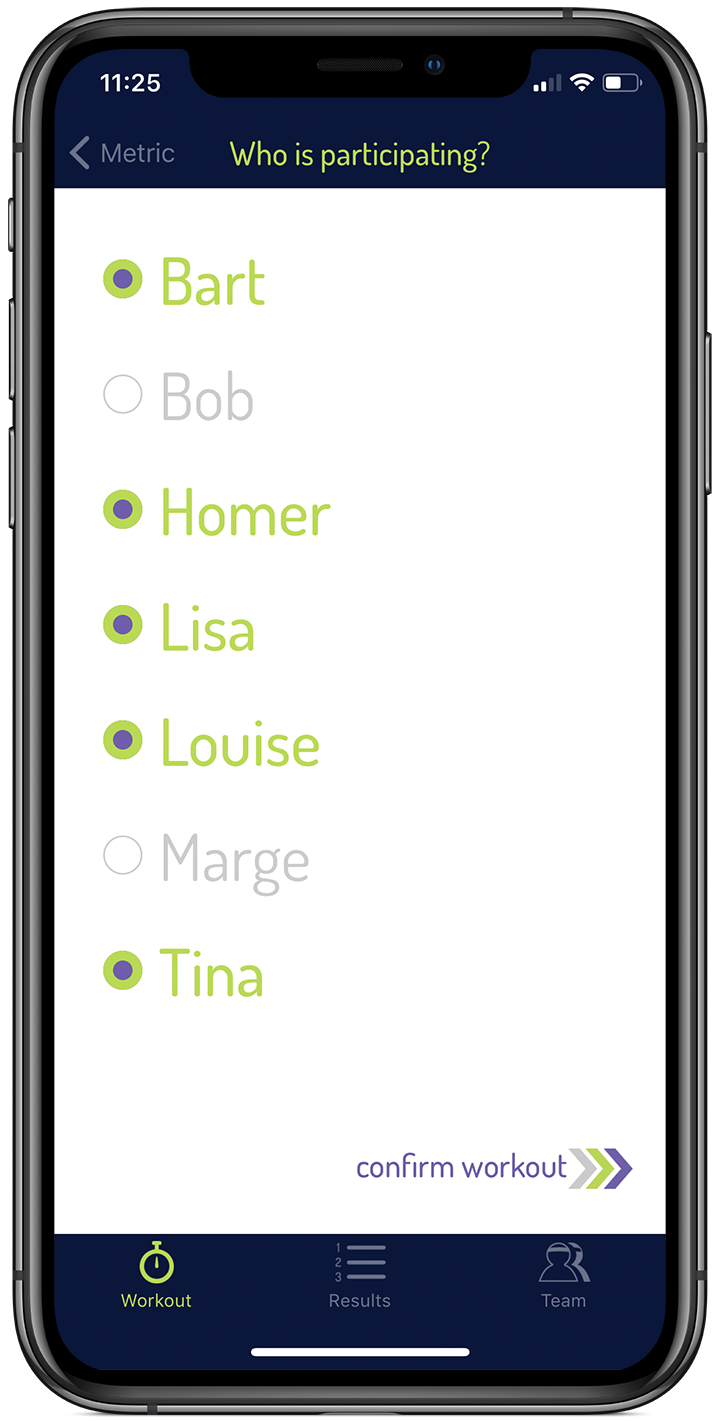 11:25
Metric
Who is participating?
Bart
Bob
Homer
Lisa
Louise
Marge
Tina
confirm workout
1
2
3
Workout
Results
Team